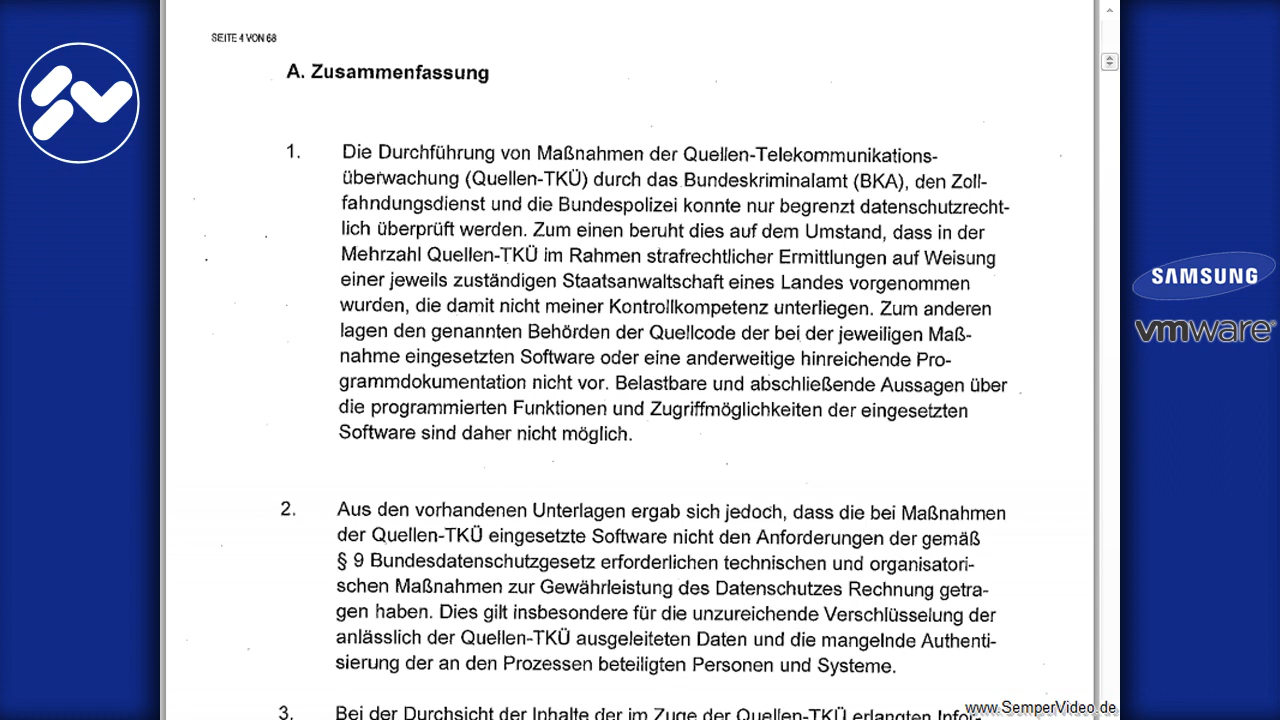 SEITE 4 VON 68
A. Zusammenfassung
1. Die Durchführung von Maßnahmen der Quellen-Telekommunikations-
überwachung (Quellen-TKÜ) durch das Bundeskriminalamt (BKA), den Zoll-
fahndungsdienst und die Bundespolizei konnte nur begrenzt datenschutzrecht-
lich überprüft werden. Zum einen beruht dies auf dem Umstand, dass in der
Mehrzahl Quellen-TKÜ im Rahmen strafrechtlicher Ermittlungen auf Weisung
einer jeweils zuständigen Staatsanwaltschaft eines Landes vorgenommen
wurden, die damit nicht meiner Kontrollkompetenz unterliegen. Zum anderen
lagen den genannten Behörden der Quellcode der bei der jeweiligen Maß-
nahme eingesetzten Software oder eine anderweitige hinreichende Pro-
grammdokumentation nicht vor. Belastbare und abschließende Aussagen über
die programmierten Funktionen und Zugriffmöglichkeiten der eingesetzten
Software sind daher nicht möglich.
2. Aus den vorhandenen Unterlagen ergab sich jedoch, dass die bei Maßnahmen
der Quellen-TKÜ eingesetzte Software nicht den Anforderungen der gemäß
§ 9 Bundesdatenschutzgesetz erforderlichen technischen und organisatori-
schen Maßnahmen zur Gewährleistung des Datenschutzes Rechnung getra-
gen haben. Dies gilt insbesondere für die unzureichende Verschlüsselung der
anlässlich der Quellen-TKÜ ausgeleiteten Daten und die mangelnde Authenti-
sierung der an den Prozessen beteiligten Personen und Systeme.
3. Bei der Durchsicht der Inhalte der im Zuge der Quellen-TKÜ erlangten Infor-
www.SemperVideo.de
SAMSUNG
vmware